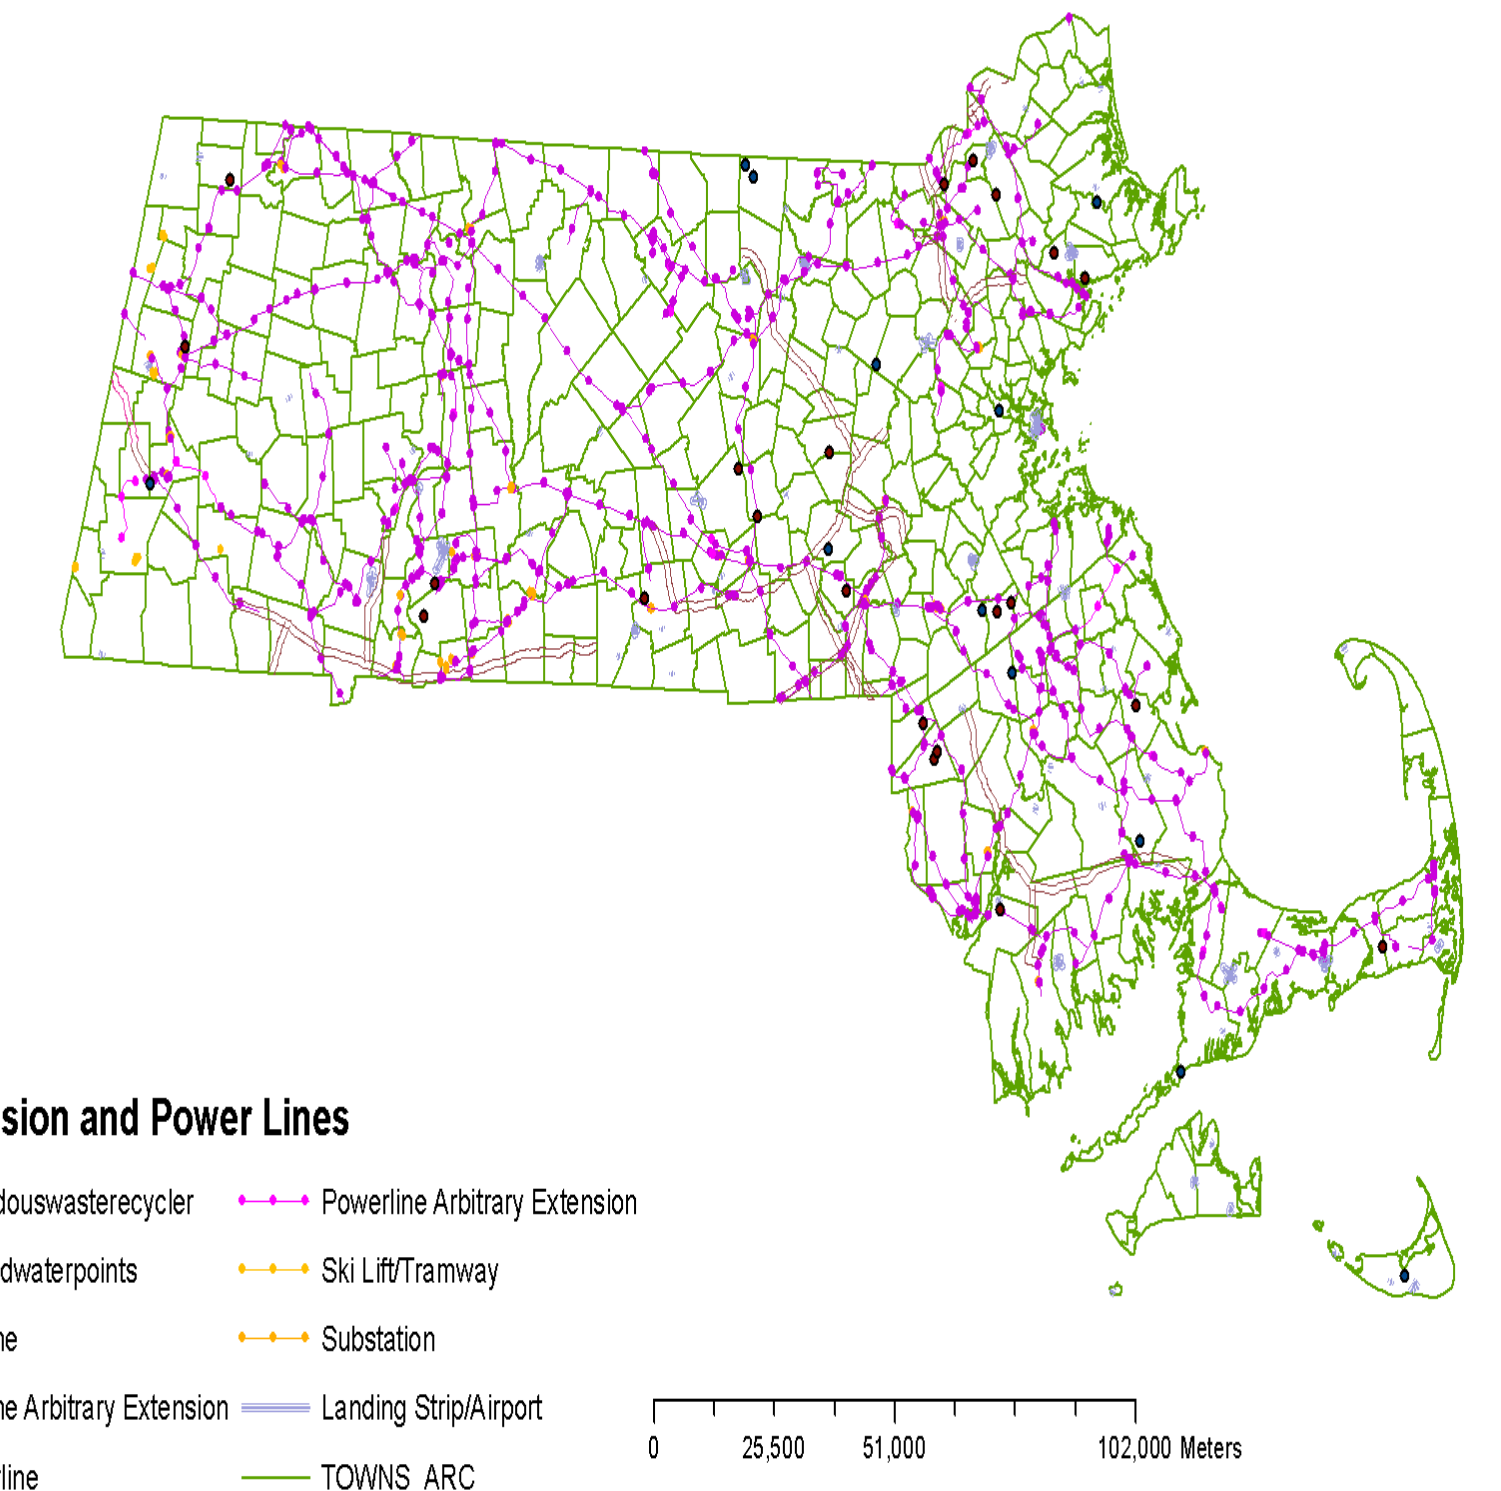 sion and Power Lines
douswasterecycler
Powerline Arbitrary Extension
dwaterpoints
Ski Lift/Tramway
ne
Substation
ne Arbitrary Extension
Landing Strip/Airport
rline
TOWNS_ARC
0 25,500 51,000 102,000 Meters